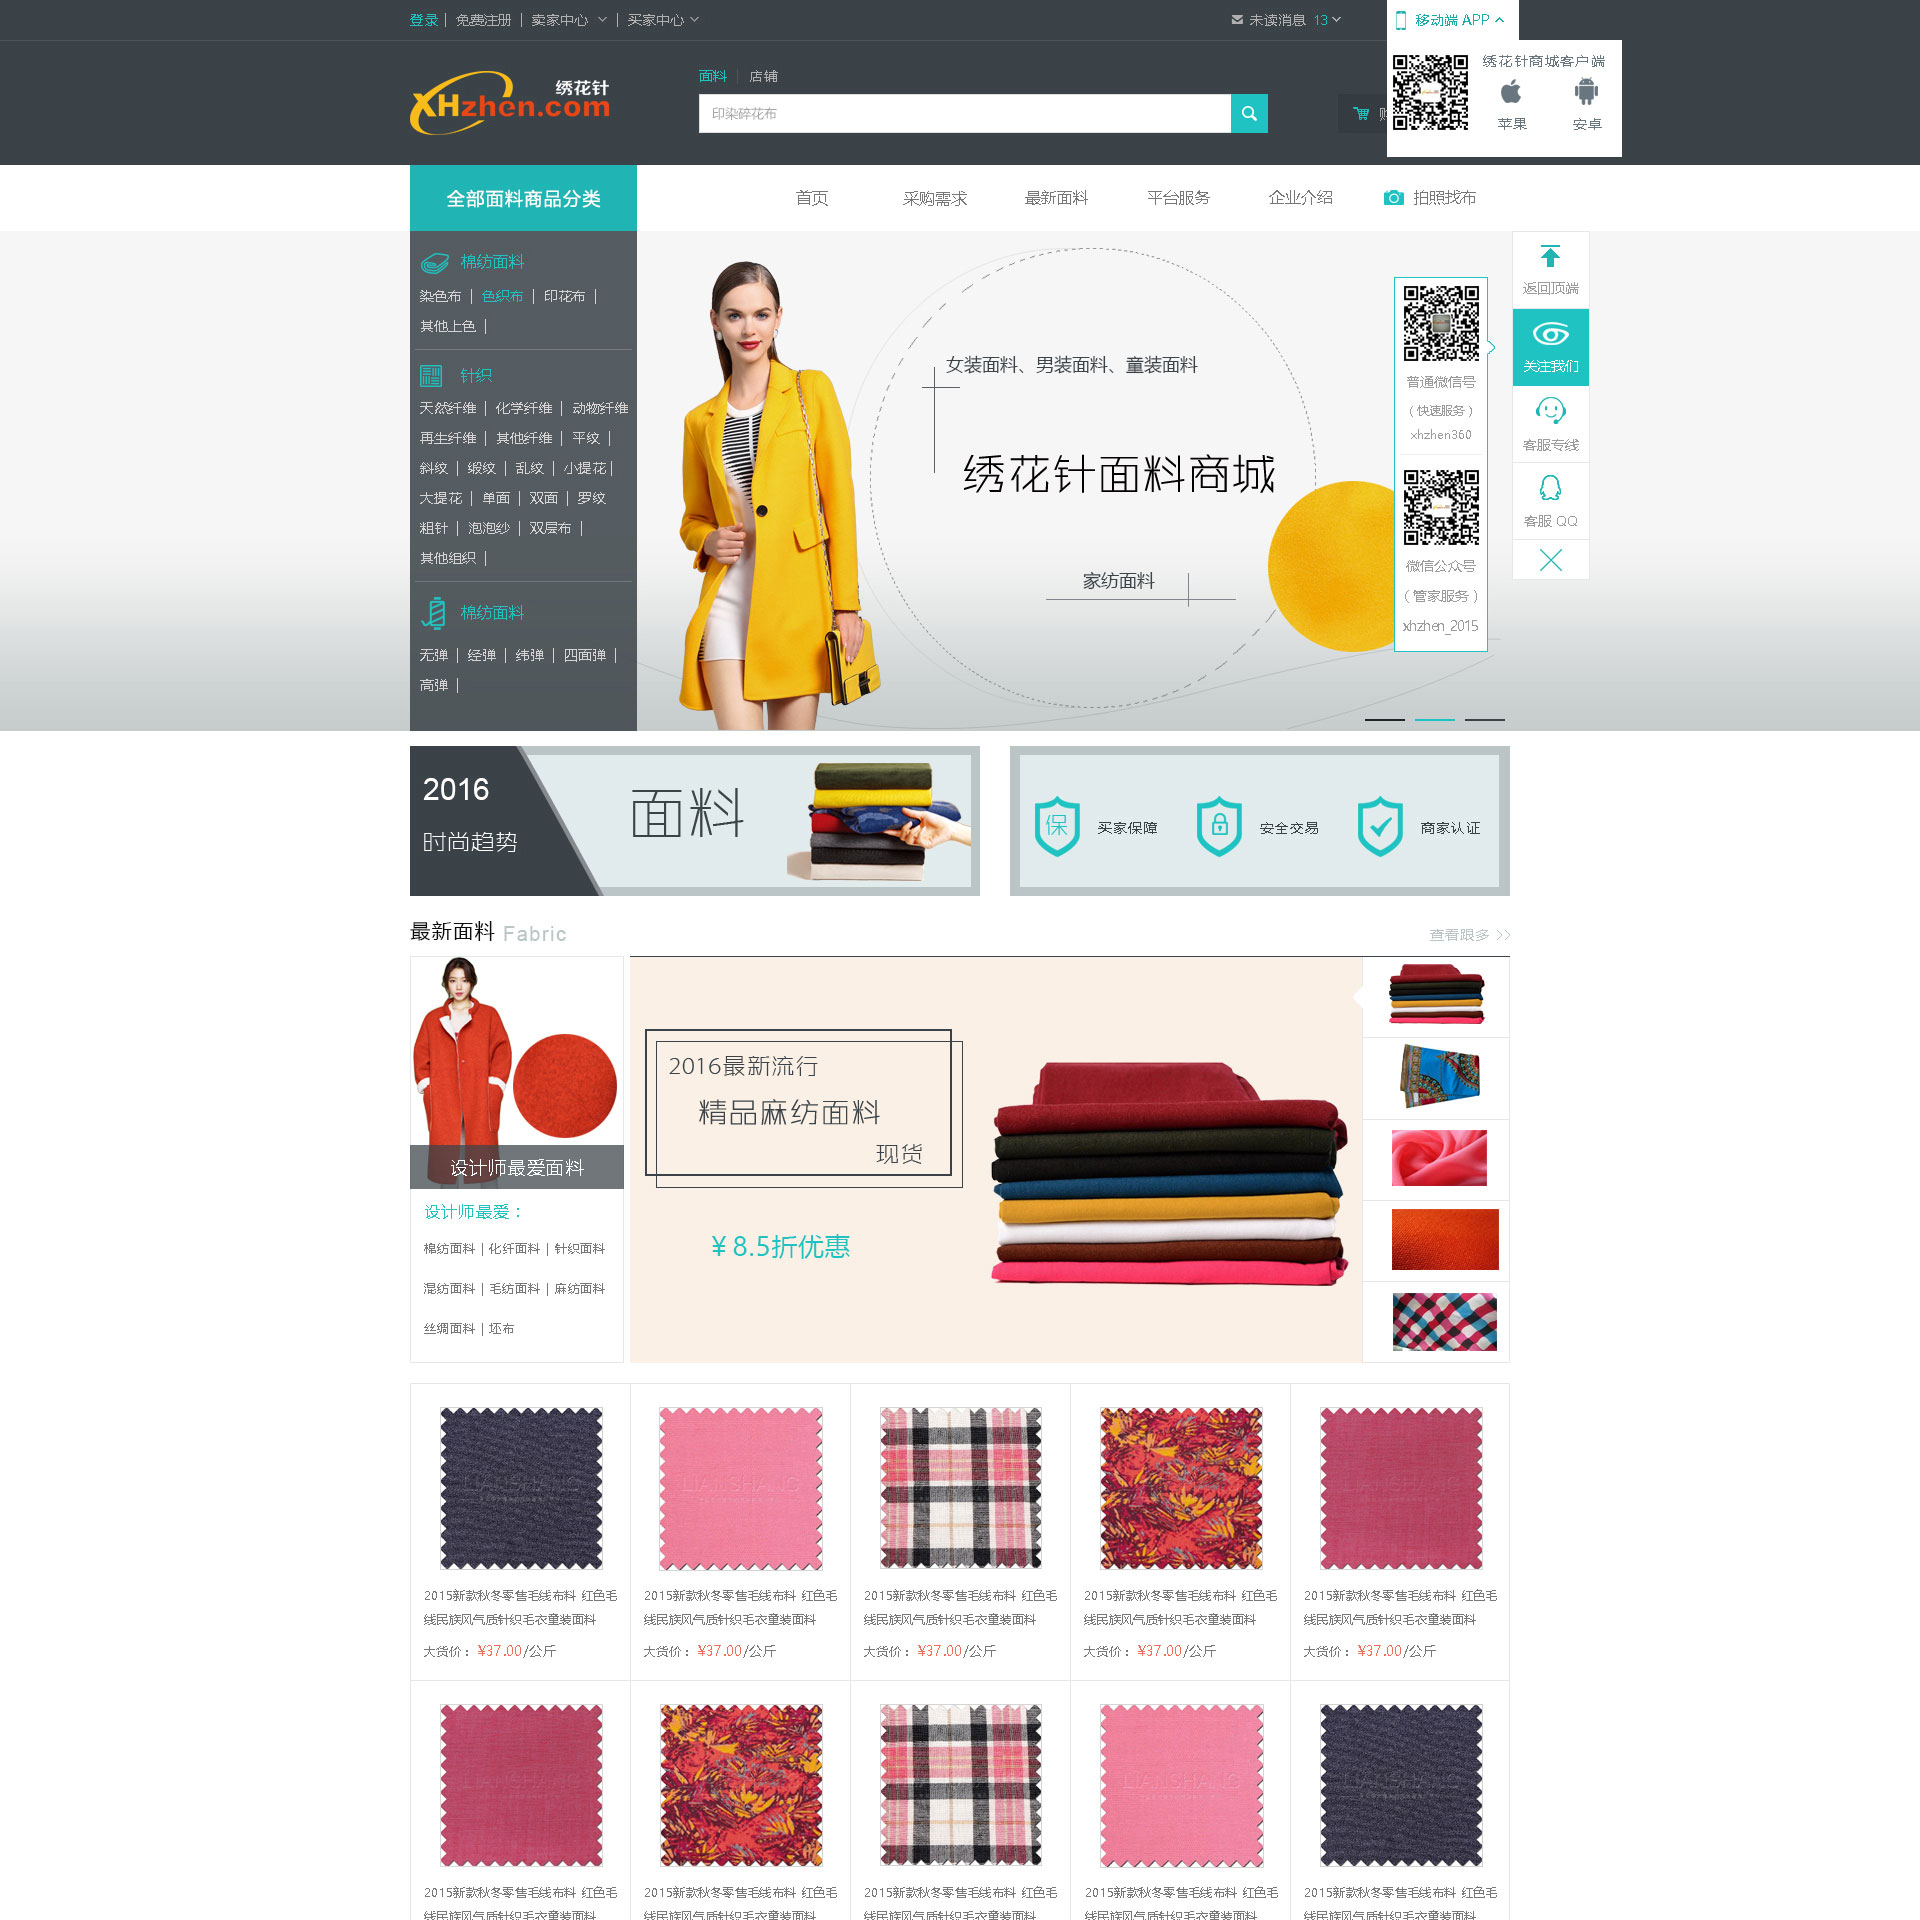 登录 | 免费注册 | 卖家中心 | 买家中心
未读消息 13
移动端 APP
绣花针商城客户端
苹果 安卓
绣花针
XHzhen.com
面料 | 店铺
印染碎花布
全部面料商品分类
首页 采购需求 最新面料 平台服务 企业介绍 拍照找布
棉纺面料
染色布 | 色织布 | 印花布 |
其他上色 |
针织
天然纤维 | 化学纤维 | 动物纤维
再生纤维 | 其他纤维 | 平纹 |
斜纹 | 缎纹 | 乱纹 | 小提花 |
大提花 | 单面 | 双面 | 罗纹
粗针 | 泡泡纱 | 双层布 |
其他组织 |
棉纺面料
无弹 | 经弹 | 纬弹 | 四面弹 |
高弹 |
女装面料、男装面料、童装面料
绣花针面料商城
家纺面料
普通微信号
（快速服务）
xhzhen360
微信公众号
（管家服务）
xhzhen_2015
返回顶端
关注我们
客服专线
客服 QQ
2016
时尚趋势
面料
保 买家保障 安全交易 商家认证
最新面料 Fabric
查看跟多 >>
设计师最爱面料
设计师最爱：
棉纺面料 | 化纤面料 | 针织面料
混纺面料 | 毛纺面料 | 麻纺面料
丝绸面料 | 坯布
2016最新流行
精品麻纺面料
现货
¥ 8.5折优惠
LIANSHANG
LIANSHANG
2015新款秋冬零售毛线布料 红色毛
线民族风气质针织毛衣童装面料
大货价：¥37.00/公斤
2015新款秋冬零售毛线布料 红色毛
线民族风气质针织毛衣童装面料
大货价：¥37.00/公斤
2015新款秋冬零售毛线布料 红色毛
线民族风气质针织毛衣童装面料
大货价：¥37.00/公斤
2015新款秋冬零售毛线布料 红色毛
线民族风气质针织毛衣童装面料
大货价：¥37.00/公斤
2015新款秋冬零售毛线布料 红色毛
线民族风气质针织毛衣童装面料
大货价：¥37.00/公斤
LIANSHANG
LIANSHANG
LIANSHANG
2015新款秋冬零售毛线布料 红色毛
线民族风气质针织毛衣童装面料
2015新款秋冬零售毛线布料 红色毛
线民族风气质针织毛衣童装面料
2015新款秋冬零售毛线布料 红色毛
线民族风气质针织毛衣童装面料
2015新款秋冬零售毛线布料 红色毛
线民族风气质针织毛衣童装面料
2015新款秋冬零售毛线布料 红色毛
线民族风气质针织毛衣童装面料